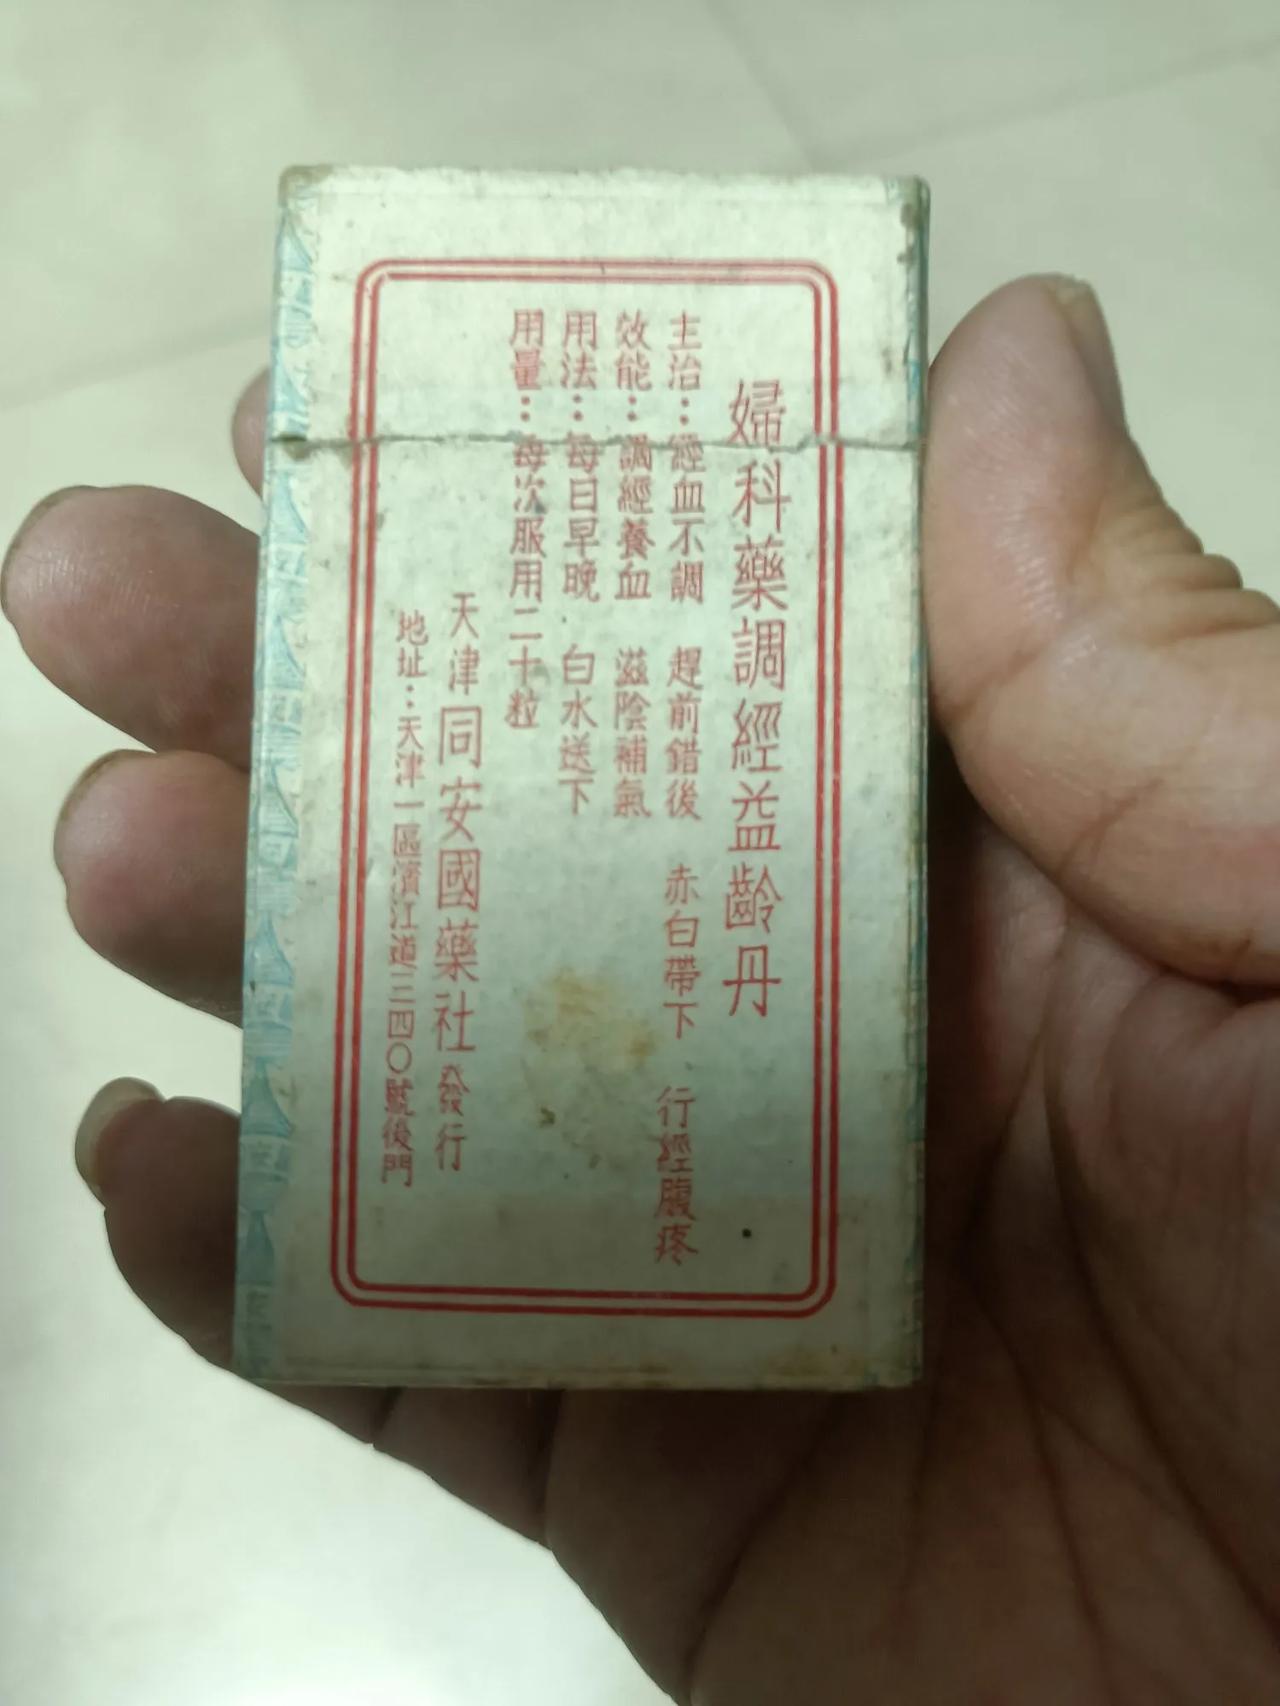 婦科藥調經益齡丹
主治：經血不調　趕前錯後　赤白帶下　行經腹疼
效能：調經養血　滋陰補氣
用法：每日早晚　白水送下
用量：每次服用二十粒
天津同安國藥社發行
地址：天津一區濱江道三四〇號後門